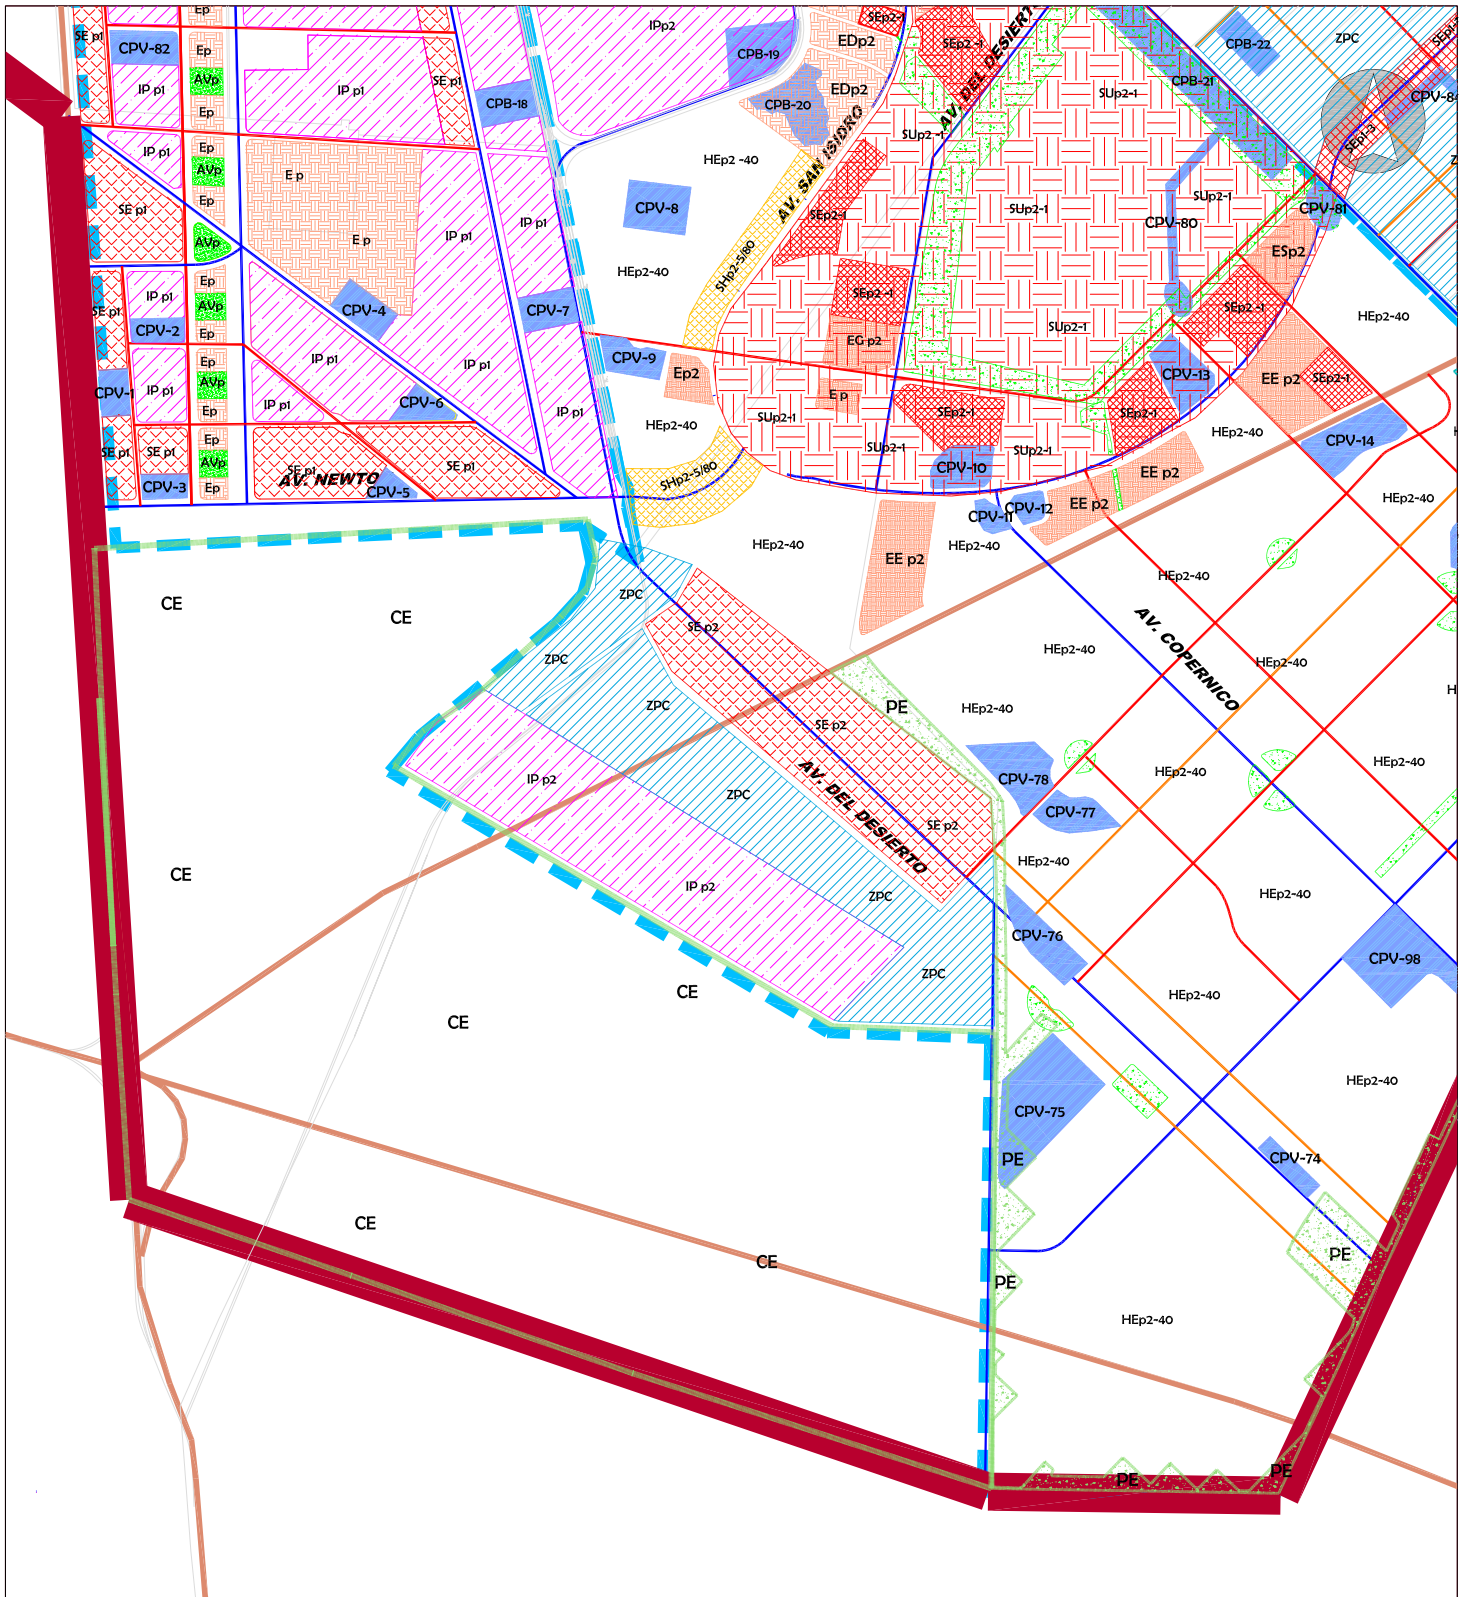 SE p1
Ep
CPV-82
Ep
IPp2
SEp2-1
EDp2
CPB-19
SEp2-1
AV. DEL DESIERT
CPB-22
ZPC
AVp
IP p1
IP p1
SE p1
CPB-18
CPB-20
EDp2
SUp2-1
CPB-21
CPV-84
Ep
SUp2-1
SEp1-3
IP p1
Ep
AVp
E p
HEp2-40
AV. SAN ISIDRO
Ep
SE p1
CPV-8
SEp2-1
SUp2-1
SUp2-1
CPV-80
CPV-81
AVp
E p
IP p1
IP p1
SHp2-5/80
HEp2-40
ESp2
Ep
IP p1
AVp
SE p1
CPV-4
CPV-7
SEp2-1
SEp2-1
HEp2-40
CPV-2
Ep
SUp2-1
EG p2
IP p1
Ep
IP p1
CPV-9
Ep2
CPV-13
EE p2
SEp2-1
CPV-1
IP p1
AVp
E p
IP p1
CPV-6
IP p1
Ep
SEp2-1
SEp2-1
SUp2-1
HEp2-40
HEp2-40
CPV-14
SE p1
SE p1
Ep
SUp2-1
SUp2-1
AVp
SE p1
SE p1
CPV-10
EE p2
SHp2-5/80
AV. NEWTO
CPV-3
Ep
CPV-5
HEp2-40
CPV-11
CPV-12
EE p2
HEp2-40
HEp2-40
EE p2
HEp2-40
CE
CE
ZPC
AV. COPERNICO
SE p2
HEp2-40
ZPC
HEp2-40
ZPC
PE
HEp2-40
SE p2
HEp2-40
HEp2-40
IP p2
CPV-78
ZPC
AV. DEL DESIERTO
CPV-77
SE p2
HEp2-40
CE
IP p2
ZPC
HEp2-40
CPV-76
CPV-98
ZPC
CE
HEp2-40
CE
HEp2-40
CPV-75
PE
CPV-74
CE
PE
CE
PE
HEp2-40
PE
PE